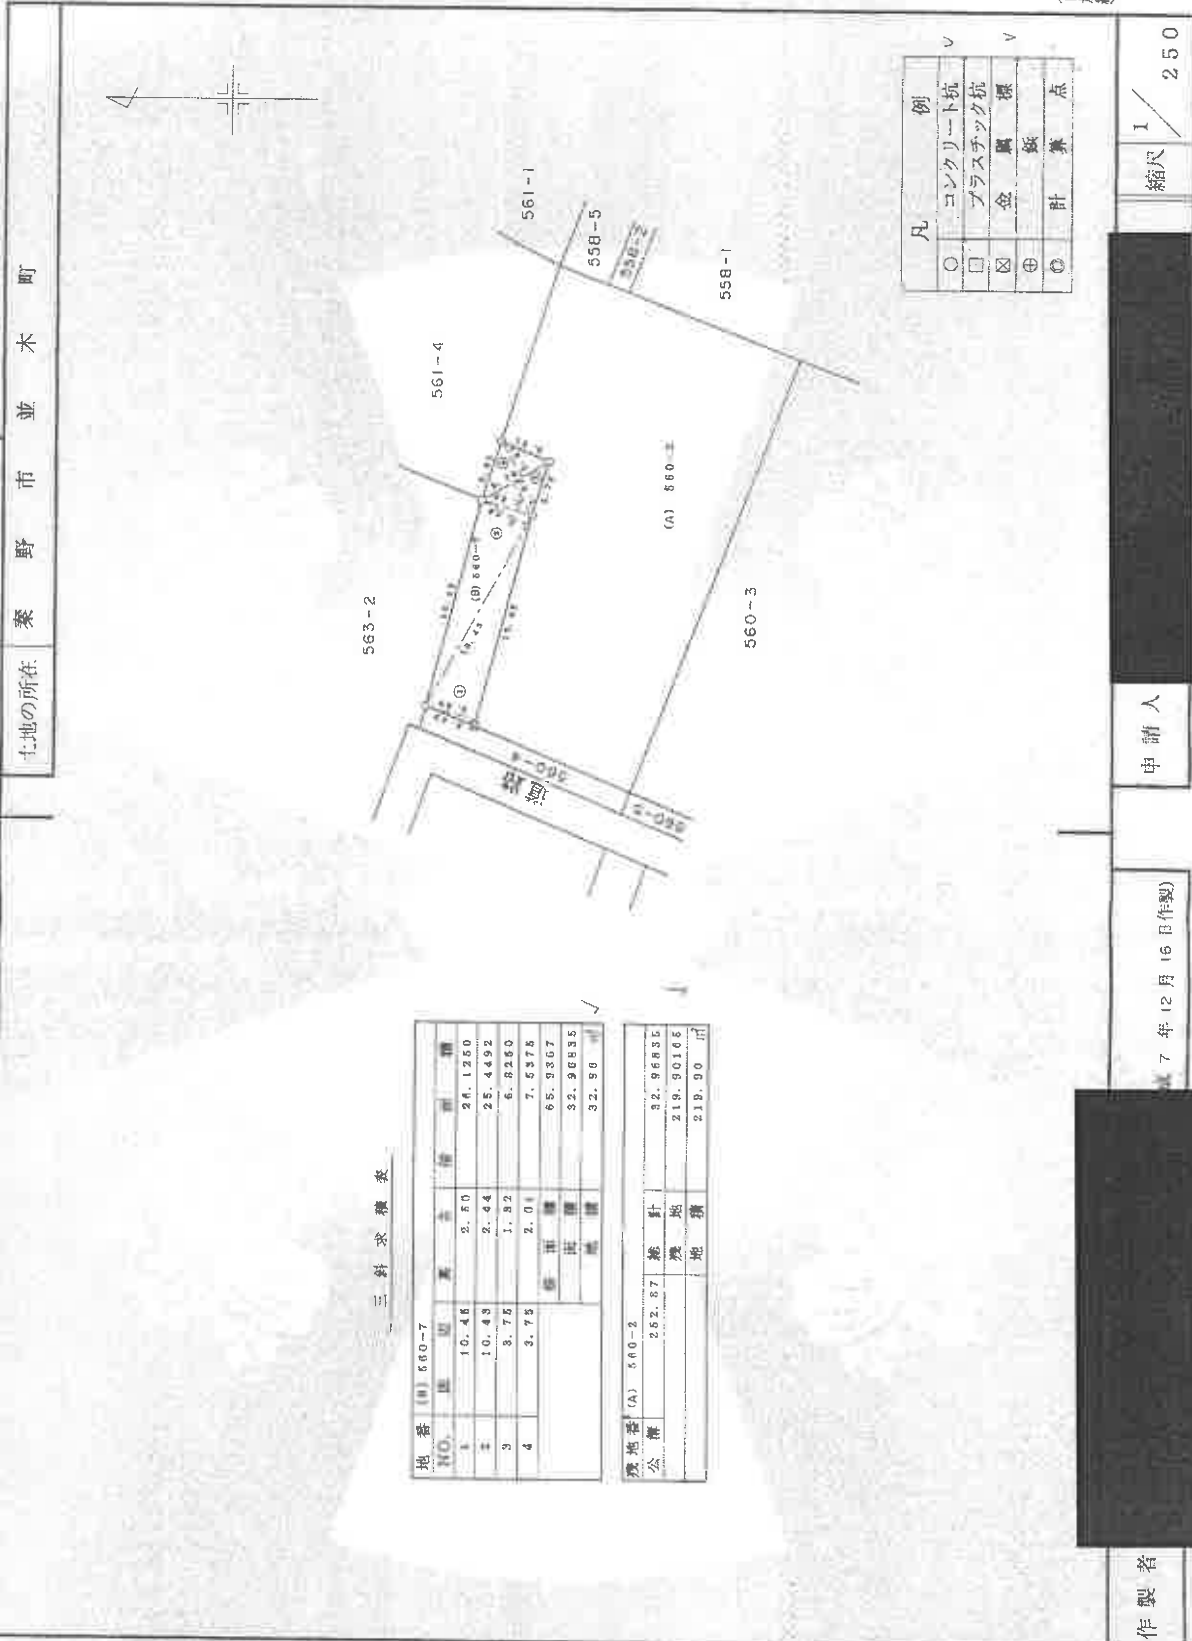 土地の所在 秦野市並木町
563-2
561-4
561-1
558-5
558-2
558-1
(B) 560-7
①
(A) 560-2
560-3
道路
560-4
560-5
凡例
○ コンクリート杭
□ プラスチック杭
金属標
⊕ 鋲
◎ 計算点
三斜求積表
地番 (B) 560-7
NO. 底辺 高さ 倍面積
1 10.45 2.50 26.1250
2 10.43 2.44 25.4492
3 3.75 1.82 6.8250
4 3.75 2.01 7.5375
倍面積 65.9367
面積 32.96835
地積 32.96 ㎡
残地番 (A) 560-2
公簿 252.87 総計 32.96835
残地 219.90165
地積 219.90 ㎡
作製者
7年12月16日作製)
申請人
縮尺 1/250